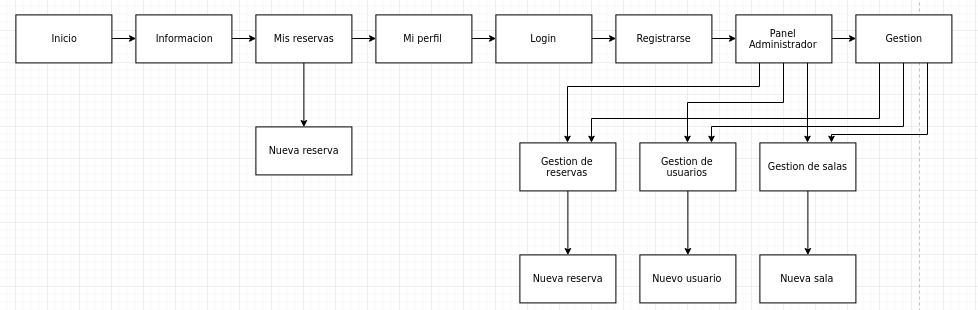 Inicio
Informacion
Mis reservas
Mi perfil
Login
Registrarse
Panel
Administrador
Gestion
Nueva reserva
Gestion de
reservas
Gestion de
usuarios
Gestion de salas
Nueva reserva
Nuevo usuario
Nueva sala